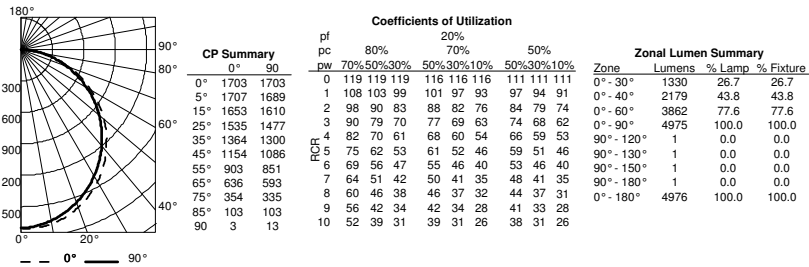 180°
90°
80°
60°
40°
20°
0°
300
600
900
200
500
0° 90°
CP Summary
0° 90
0° 1703 1703
5° 1707 1689
15° 1653 1610
25° 1535 1477
35° 1364 1300
45° 1154 1086
55° 903 851
65° 636 593
75° 354 335
85° 103 103
90 3 13
Coefficients of Utilization
pf 20%
pc 80% 70% 50%
pw 70%50%30% 50%30%10% 50%30%10%
RCR
0 119 119 119 116 116 116 111 111 111
1 108 103 99 101 97 93 97 94 91
2 98 90 83 88 82 76 84 79 74
3 90 79 70 77 69 63 74 68 62
4 82 70 61 68 60 54 66 59 53
5 75 62 53 61 52 46 59 51 46
6 69 56 47 55 46 40 53 46 40
7 64 51 42 50 41 35 48 41 35
8 60 46 38 46 37 32 44 37 31
9 56 42 34 42 34 28 41 33 28
10 52 39 31 39 31 26 38 31 26
Zonal Lumen Summary
Zone Lumens % Lamp % Fixture
0° - 30° 1330 26.7 26.7
0° - 40° 2179 43.8 43.8
0° - 60° 3862 77.6 77.6
0° - 90° 4975 100.0 100.0
90° - 120° 1 0.0 0.0
90° - 130° 1 0.0 0.0
90° - 150° 1 0.0 0.0
90° - 180° 1 0.0 0.0
0° - 180° 4976 100.0 100.0